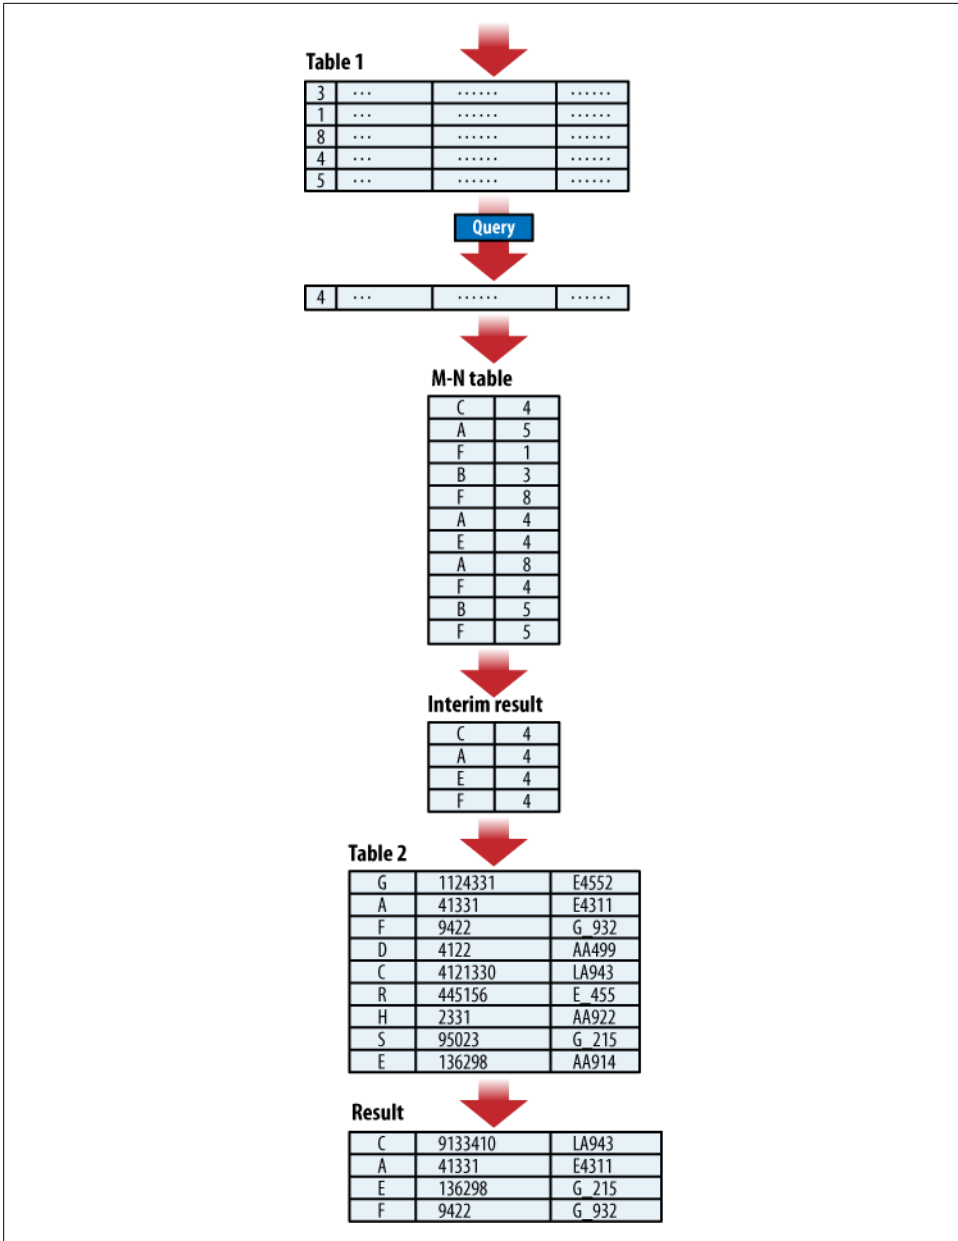 Table 1
3 ... ...... ......
1 ... ...... ......
8 ... ...... ......
4 ... ...... ......
5 ... ...... ......
Query
4 ... ...... ......
M-N table
C 4
A 5
F 1
B 3
F 8
A 4
E 4
A 8
F 4
B 5
F 5
Interim result
C 4
A 4
E 4
F 4
Table 2
G 1124331 E4552
A 41331 E4311
F 9422 G_932
D 4122 AA499
C 4121330 LA943
R 445156 E_455
H 2331 AA922
S 95023 G_215
E 136298 AA914
Result
C 9133410 LA943
A 41331 E4311
E 136298 G_215
F 9422 G_932